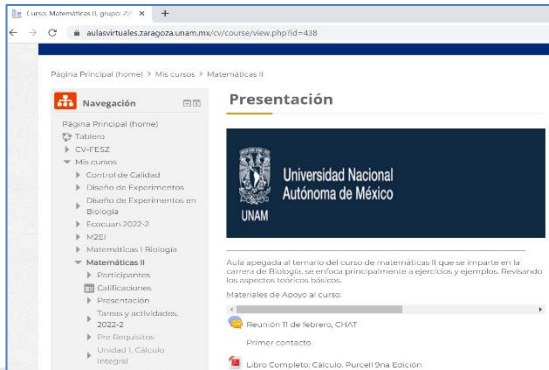 Curso: Matemáticas II, grupo: 22
aulasvirtuales.zaragoza.unam.mx/cv/course/view.php?id=438
Página Principal (home) > Mis cursos > Matemáticas II
Navegación
Página Principal (home)
Tablero
CV-FESZ
Mis cursos
Control de Calidad
Diseño de Experimentos
Diseño de Experimentos en
Biología
Ecocuan 2022-2
M2EI
Matemáticas I Biología
Matemáticas II
Participantes
Calificaciones
Presentación
Tareas y actividades,
2022-2
Pre Requisitos
Unidad I. Cálculo
Integral
Presentación
UNAM
Universidad Nacional
Autónoma de México
Aula apegada al temario del curso de matemáticas II que se imparte en la
carrera de Biología, se enfoca principalmente a ejercicios y ejemplos. Revisando
los aspectos teóricos básicos.
Materiales de Apoyo al curso:
Reunión 11 de febrero, CHAT
Primer contacto.
Libro Completo: Cálculo, Purcell 9na Edición